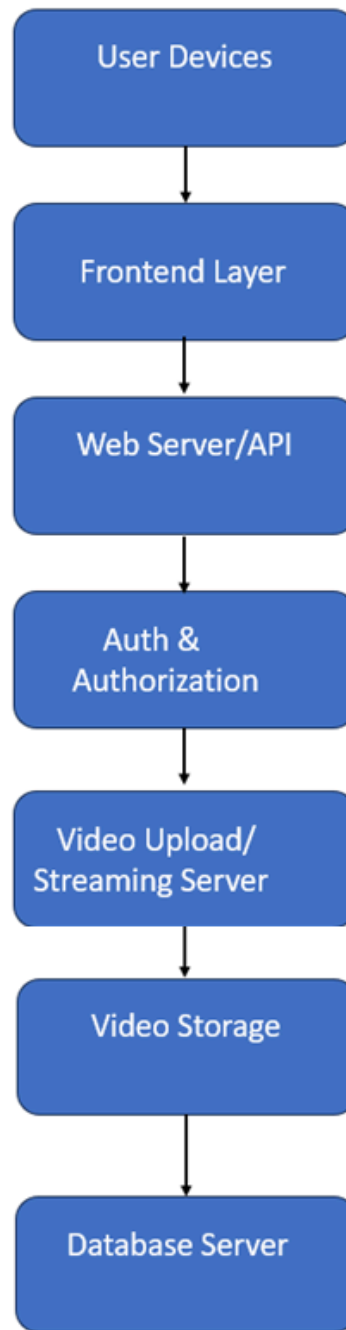 User Devices
Frontend Layer
Web Server/API
Auth &
Authorization
Video Upload/
Streaming Server
Video Storage
Database Server